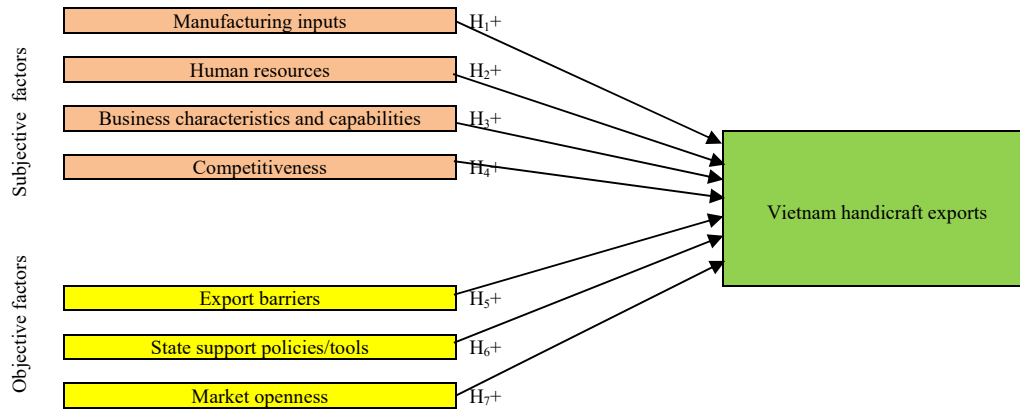 Subjective factors
Manufacturing inputs
H₁+
Human resources
H₂+
Business characteristics and capabilities
H₃+
Competitiveness
H₄+
Vietnam handicraft exports
Objective factors
Export barriers
H₅+
State support policies/tools
H₆+
Market openness
H₇+